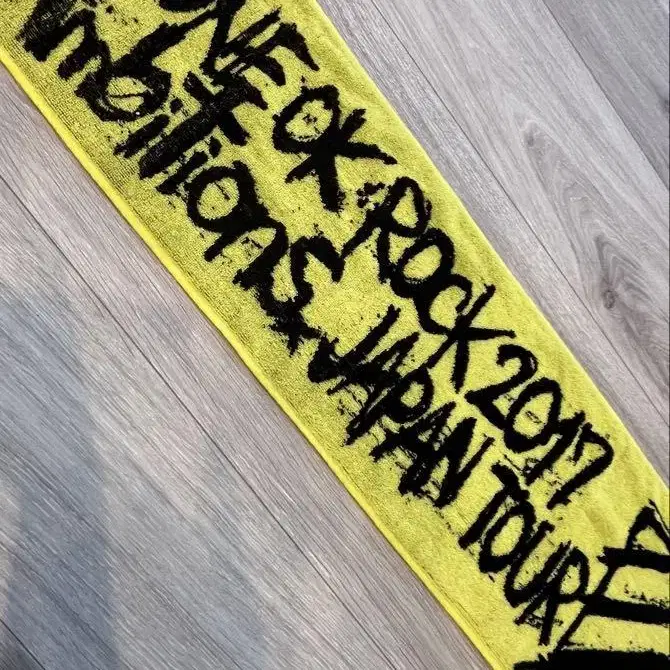 ONE OK ROCK 2017
"Ambitions" JAPAN TOUR